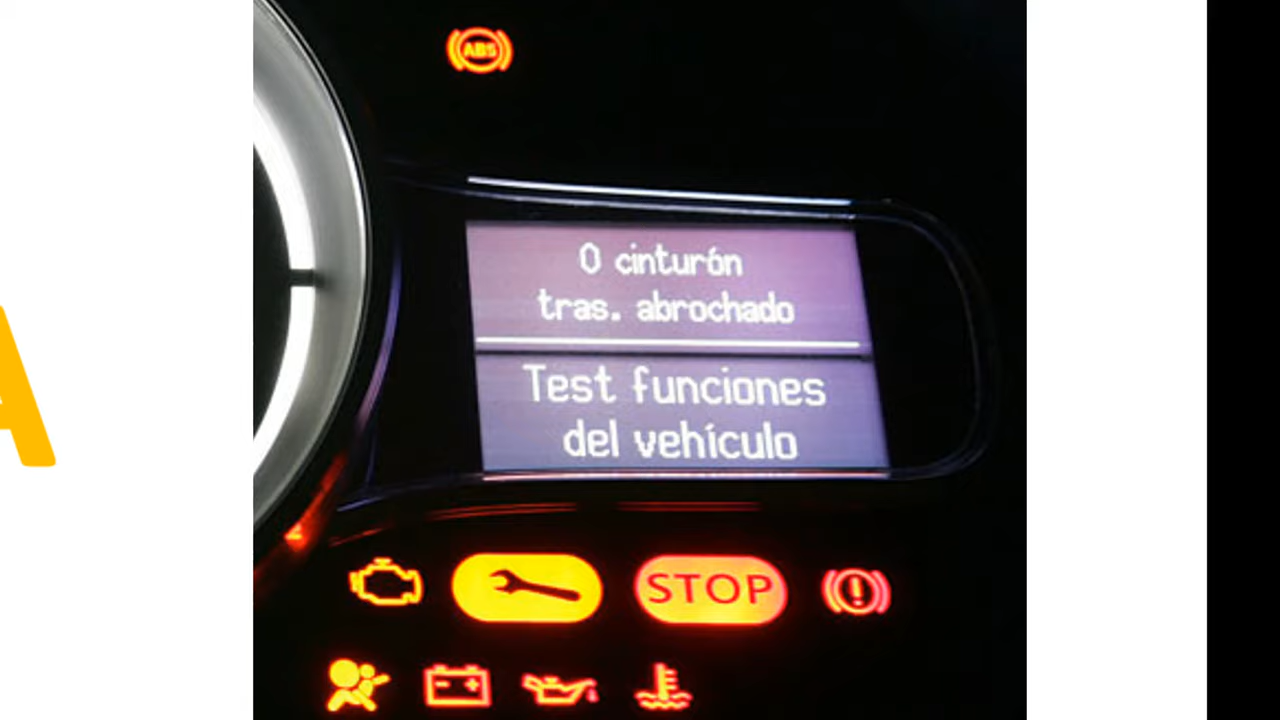 A
ABS
0 cinturón
tras. abrochado
Test funciones
del vehículo
STOP